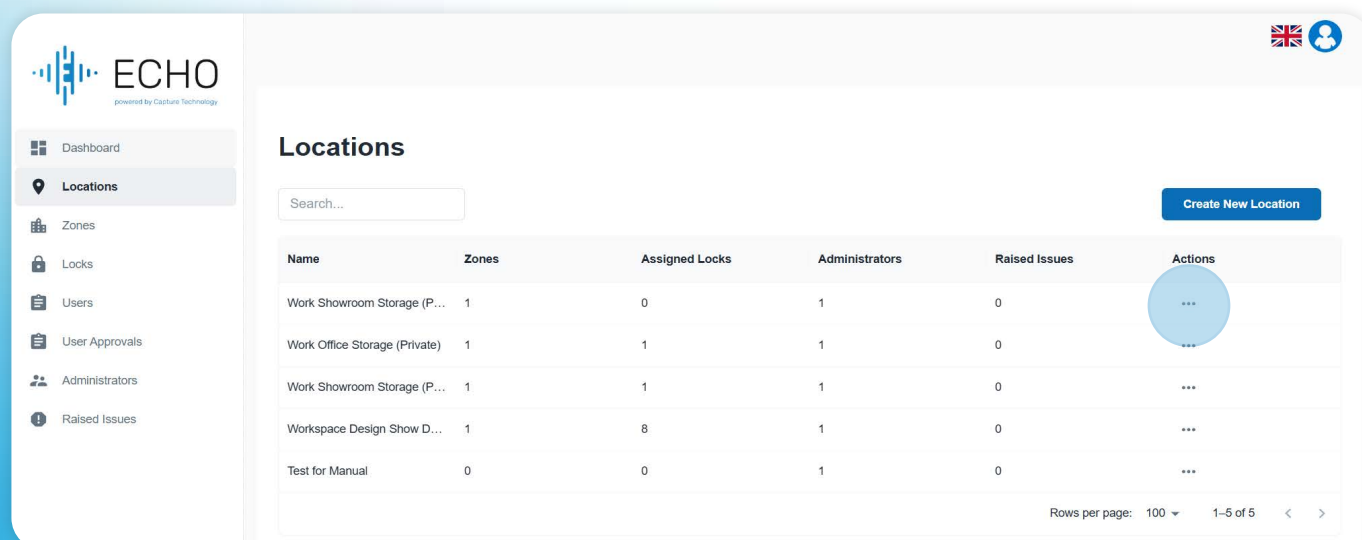 ECHO
powered by Capture Technology
Dashboard
Locations
Zones
Locks
Users
User Approvals
Administrators
Raised Issues
Locations
Search...
Create New Location
Name Zones Assigned Locks Administrators Raised Issues Actions
Work Showroom Storage (P... 1 0 1 0 ...
Work Office Storage (Private) 1 1 1 0 ...
Work Showroom Storage (P... 1 1 1 0 ...
Workspace Design Show D... 1 8 1 0 ...
Test for Manual 0 0 1 0 ...
Rows per page: 100 1–5 of 5 < >